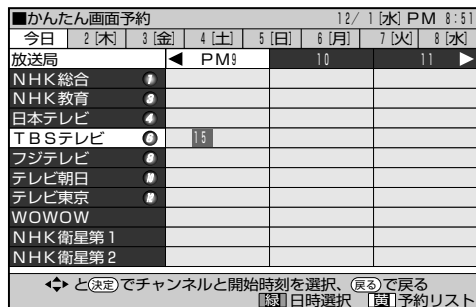 ■かんたん画面予約 12/ 1[水] PM 8:51
今日 2[木] 3[金] 4[土] 5[日] 6[月] 7[火] 8[水]
放送局 ◀ PM9 10 11 ▶
NHK総合 1
NHK教育 3
日本テレビ 4
TBSテレビ 6 15
フジテレビ 8
テレビ朝日 10
テレビ東京
WOWOW
NHK衛星第1
NHK衛星第2
と決定でチャンネルと開始時刻を選択、戻るで戻る
緑 日時選択 黄 予約リスト